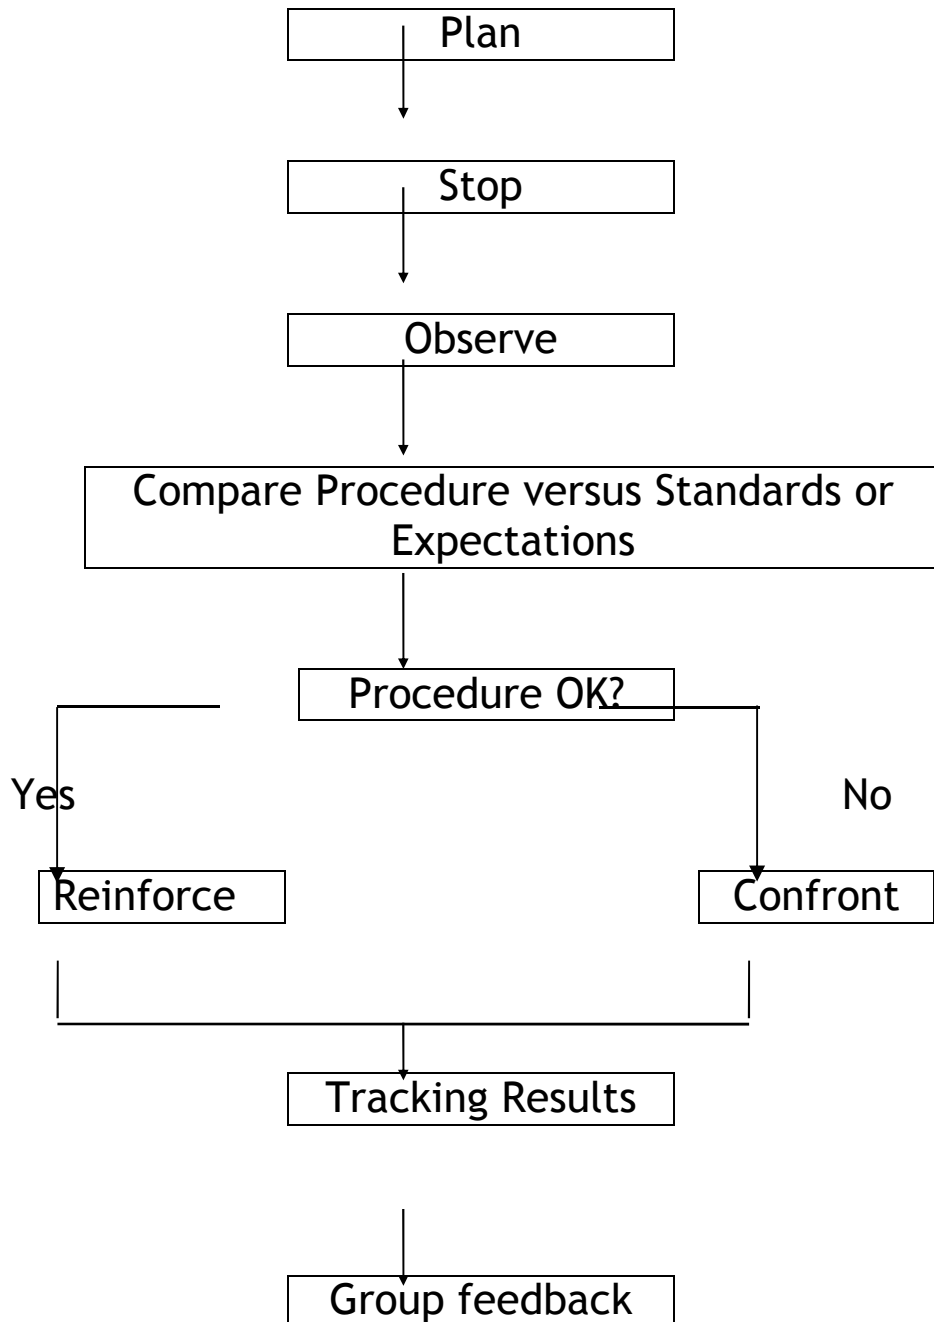 Plan
Stop
Observe
Compare Procedure versus Standards or
Expectations
Procedure OK?
Yes
No
Reinforce
Confront
Tracking Results
Group feedback